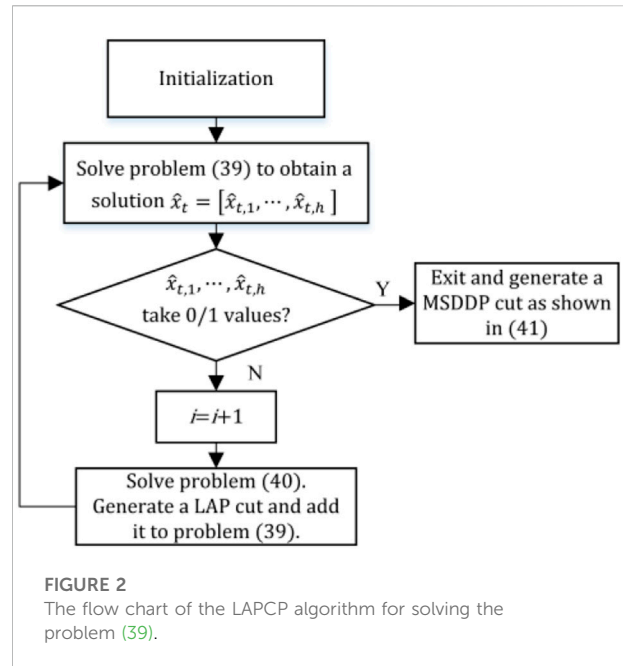 Initialization
Solve problem (39) to obtain a
solution x̂ₜ = [x̂ₜ,₁, ⋯, x̂ₜ,ₕ ]
x̂ₜ,₁, ⋯, x̂ₜ,ₕ
take 0/1 values?
Y
Exit and generate a
MSDDP cut as shown
in (41)
N
i=i+1
Solve problem (40).
Generate a LAP cut and add
it to problem (39).
FIGURE 2
The flow chart of the LAPCP algorithm for solving the
problem (39).